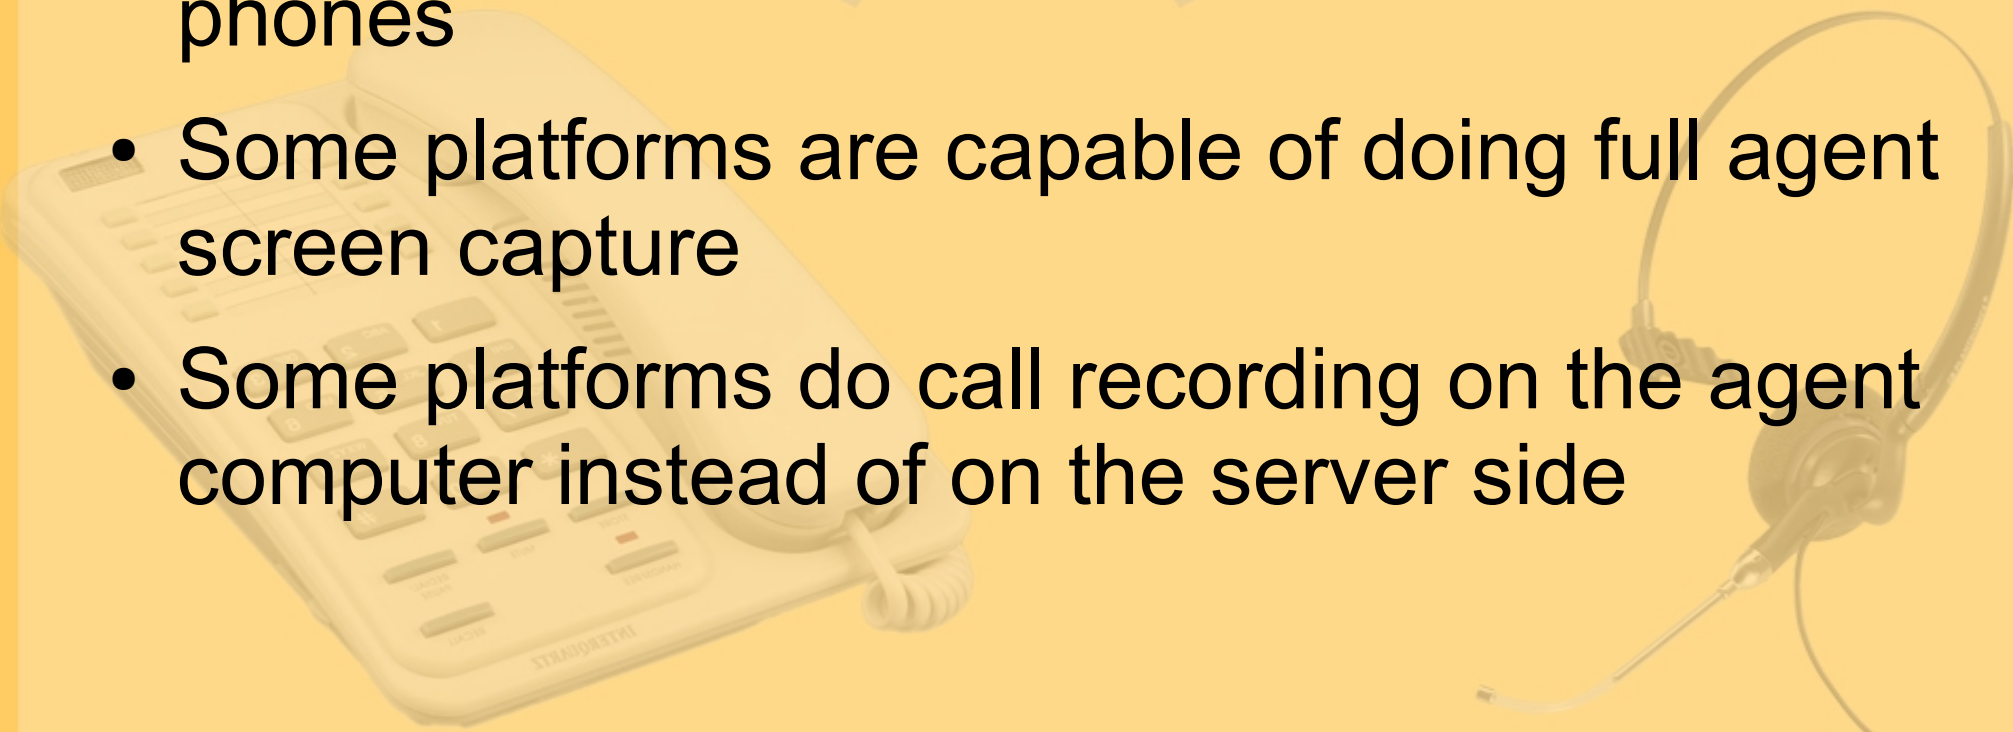 phones
• Some platforms are capable of doing full agent
screen capture
• Some platforms do call recording on the agent
computer instead of on the server side
INTERQUARTZ